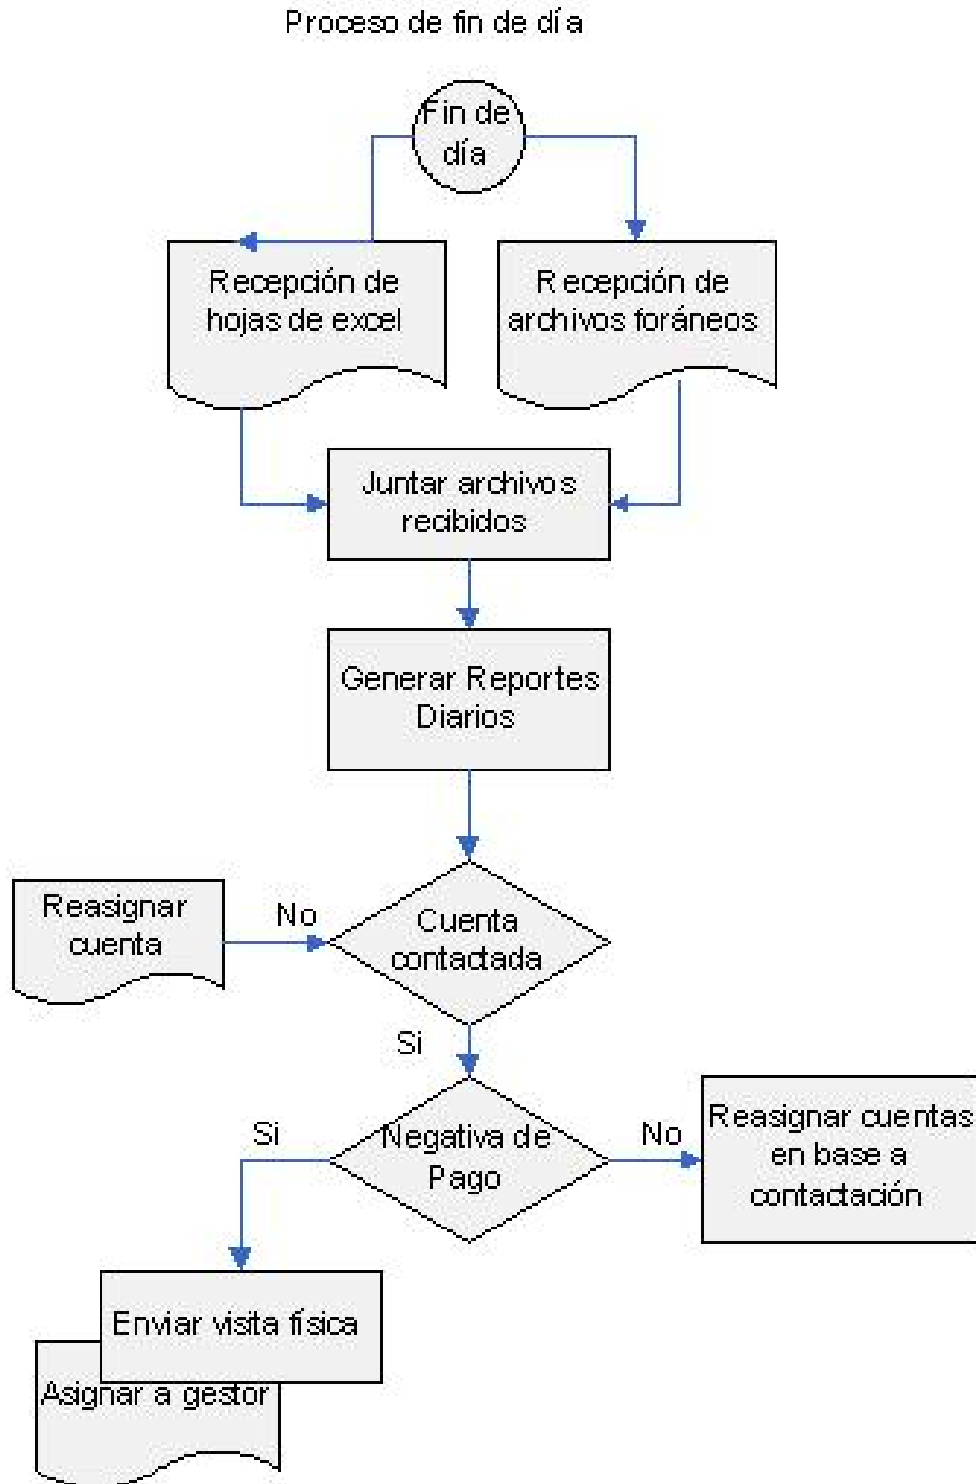 Proceso de fin de día
Fin de
día
Recepción de
hojas de excel
Recepción de
archivos foráneos
Juntar archivos
recibidos
Generar Reportes
Diarios
Reasignar
cuenta
No
Cuenta
contactada
Si
Si
Negativa de
Pago
No
Reasignar cuentas
en base a
contactación
Enviar visita física
Asignar a gestor